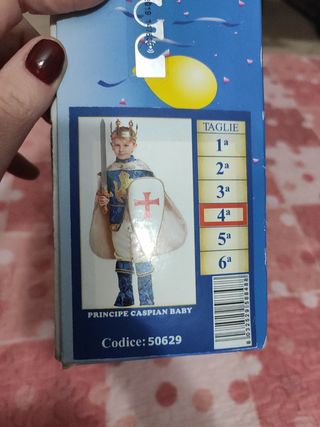 TAGLIE
1ª
2ª
3ª
4ª
5ª
6ª
PRINCIPE CASPIAN BABY
Codice: 50629